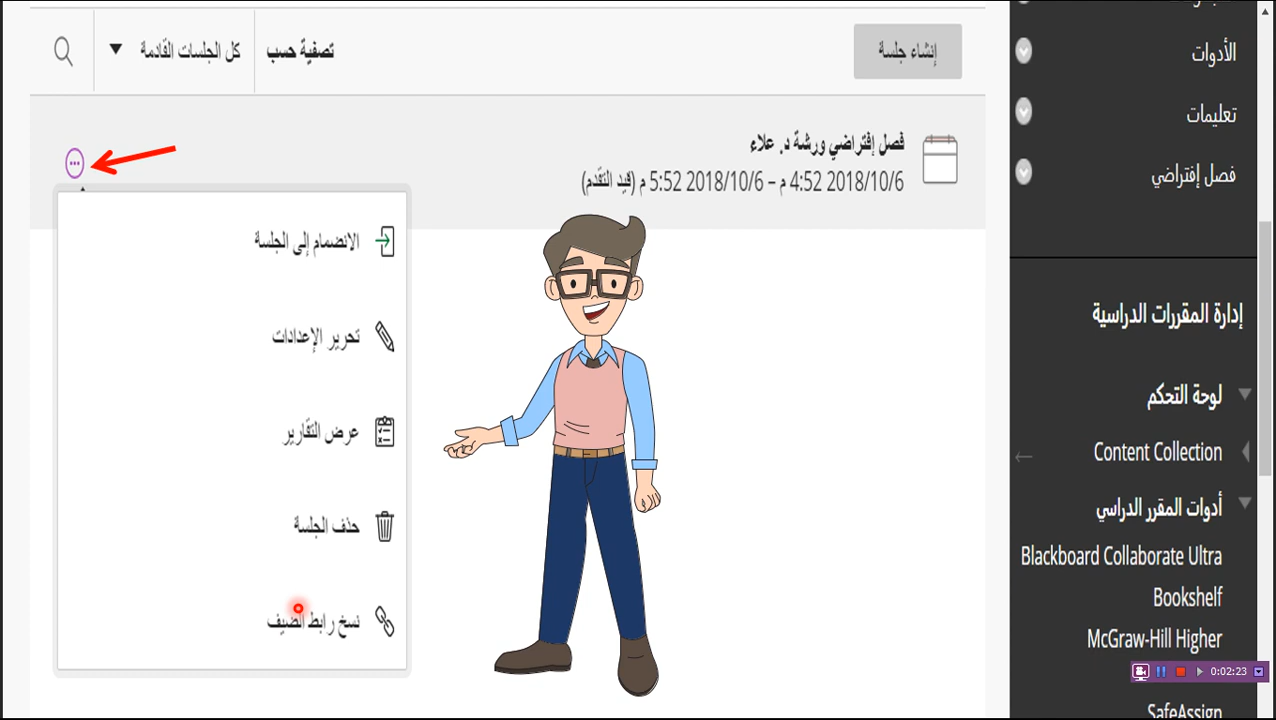 الأدوات
تعليمات
فصل إفتراضي
إدارة المقررات الدراسية
لوحة التحكم
Content Collection
أدوات المقرر الدراسي
Blackboard Collaborate Ultra
Bookshelf
McGraw-Hill Higher
SafeAssign
0:02:23
إنشاء جلسة
تصفية حسب
كل الجلسات القادمة
فصل إفتراضي ورشة د. علاء
2018/10/6 4:52 م – 2018/10/6 5:52 م (قيد التقدم)
الانضمام إلى الجلسة
تحرير الإعدادات
عرض التقارير
حذف الجلسة
نسخ رابط الضيف